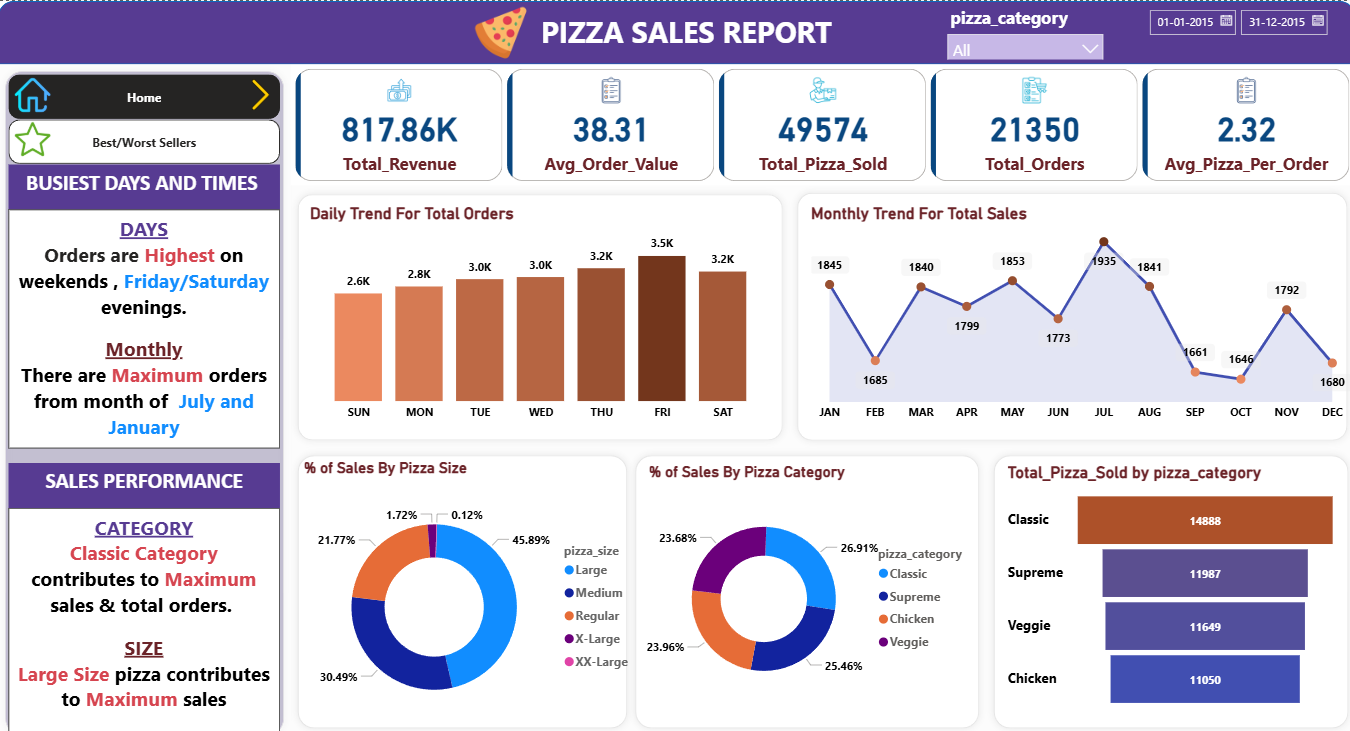 PIZZA SALES REPORT
pizza_category
All
01-01-2015
31-12-2015
Home
Best/Worst Sellers
BUSIEST DAYS AND TIMES
DAYS
Orders are Highest on
weekends , Friday/Saturday
evenings.
Monthly
There are Maximum orders
from month of July and
January
SALES PERFORMANCE
CATEGORY
Classic Category
contributes to Maximum
sales & total orders.
SIZE
Large Size pizza contributes
to Maximum sales
817.86K
Total_Revenue
38.31
Avg_Order_Value
49574
Total_Pizza_Sold
21350
Total_Orders
2.32
Avg_Pizza_Per_Order
Daily Trend For Total Orders
2.6K
2.8K
3.0K
3.0K
3.2K
3.5K
3.2K
SUN
MON
TUE
WED
THU
FRI
SAT
Monthly Trend For Total Sales
1845
1685
1840
1799
1853
1773
1935
1841
1661
1646
1792
1680
JAN
FEB
MAR
APR
MAY
JUN
JUL
AUG
SEP
OCT
NOV
DEC
% of Sales By Pizza Size
1.72%
0.12%
21.77%
45.89%
30.49%
pizza_size
Large
Medium
Regular
X-Large
XX-Large
% of Sales By Pizza Category
23.68%
26.91%
23.96%
25.46%
pizza_category
Classic
Supreme
Chicken
Veggie
Total_Pizza_Sold by pizza_category
Classic
14888
Supreme
11987
Veggie
11649
Chicken
11050